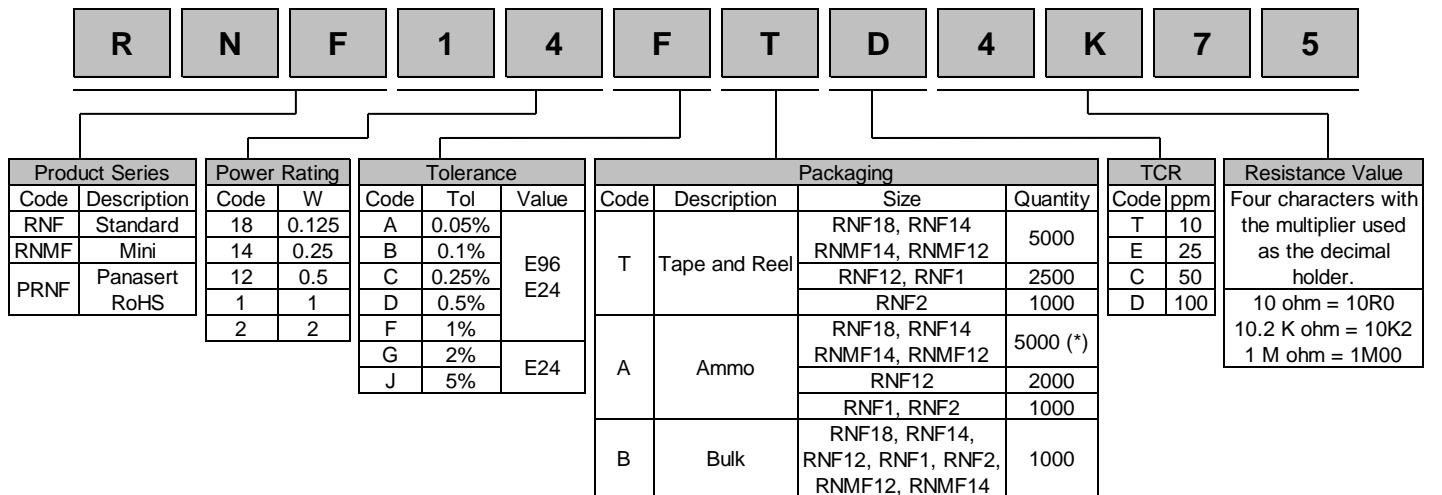 R N F 1 4 F T D 4 K 7 5
Product Series
Code Description
RNF Standard
RNMF Mini
PRNF Panasert RoHS
Power Rating
Code W
18 0.125
14 0.25
12 0.5
1 1
2 2
Tolerance
Code Tol Value
A 0.05%
B 0.1%
C 0.25%
D 0.5%
F 1%
E96
E24
G 2%
J 5%
E24
Packaging
Code Description Size Quantity
T Tape and Reel
RNF18, RNF14
RNMF14, RNMF12
5000
RNF12, RNF1 2500
RNF2 1000
A Ammo
RNF18, RNF14
RNMF14, RNMF12
5000 (*)
RNF12 2000
RNF1, RNF2 1000
B Bulk
RNF18, RNF14,
RNF12, RNF1, RNF2,
RNMF12, RNMF14
1000
TCR
Code ppm
T 10
E 25
C 50
D 100
Resistance Value
Four characters with
the multiplier used
as the decimal
holder.
10 ohm = 10R0
10.2 K ohm = 10K2
1 M ohm = 1M00